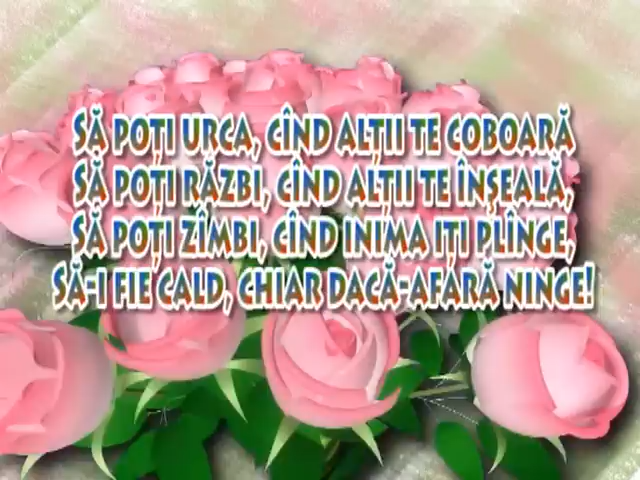 SĂ POȚI URCA, CÎND ALȚII TE COBOARĂ
SĂ POȚI RĂZBI, CÎND ALȚII TE ÎNȘEALĂ,
SĂ POȚI ZÎMBI, CÎND INIMA IȚI PLÎNGE,
SĂ-I FIE CALD, CHIAR DACĂ-AFARĂ NINGE!